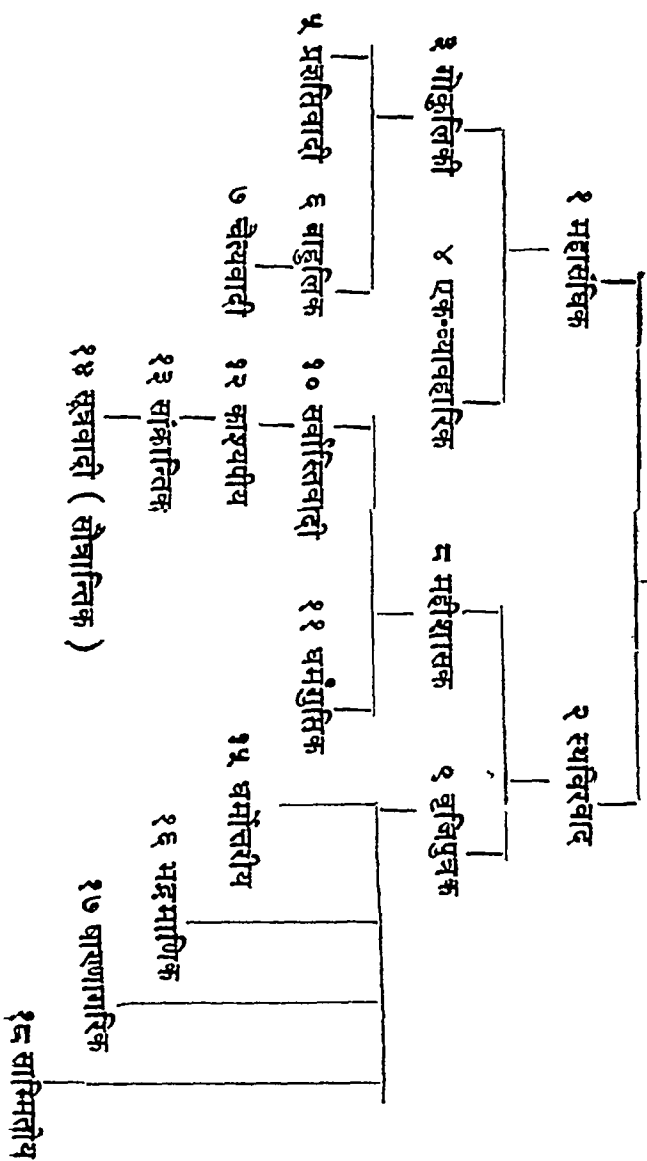 १ महासांघिक
२ स्थविरवाद
३ गोकुलिकी
४ एक-व्यावहारिक
८ महीशासक
९ वृजिपुत्रक
५ प्रज्ञप्तिवादी
६ बाहुलिक
१० सर्वास्तिवादी
११ धर्मगुप्तिक
७ चैत्यवादी
१२ काश्यपीय
१५ धर्मोत्तरीय
१३ सांक्रान्तिक
१६ भद्रयाणिक
१४ सूत्रवादी ( सौत्रान्तिक )
१७ षाण्णागरिक
१८ साम्मितीय